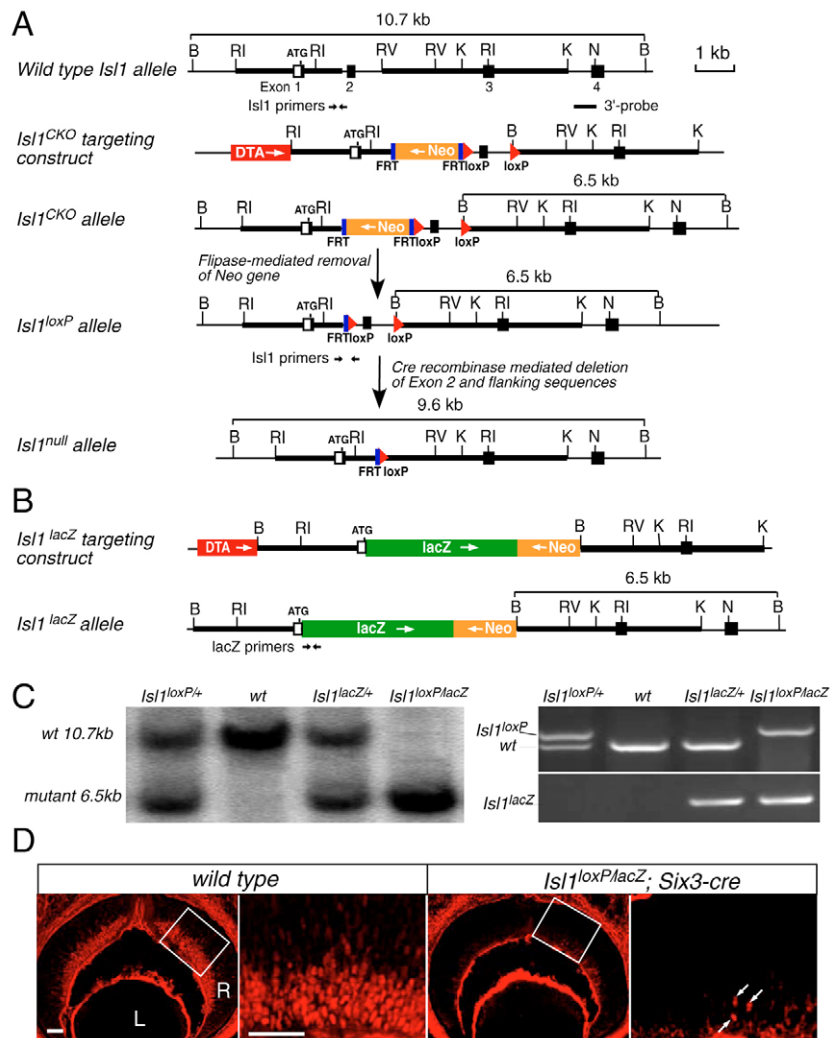 A
10.7 kb
B RI ATG RI RV RV K RI K N B
Wild type Isl1 allele
1 kb
Exon 1 2 3 4
Isl1 primers
3'-probe
Isl1CKO targeting construct
RI ATG RI B RV K RI K
DTA Neo
FRT FRT loxP loxP
6.5 kb
Isl1CKO allele
B RI ATG RI B RV K RI K N B
Neo
FRT FRT loxP loxP
Flipase-mediated removal
of Neo gene
6.5 kb
Isl1loxP allele
B RI ATG RI B RV K RI K N B
FRT loxP loxP
Isl1 primers
Cre recombinase mediated deletion
of Exon 2 and flanking sequences
9.6 kb
Isl1null allele
B RI ATG RI RV K RI K N B
FRT loxP
B
Isl1 lacZ targeting
construct
B RI ATG B RV K RI K
DTA lacZ Neo
6.5 kb
Isl1 lacZ allele
B RI ATG B RV K RI K N B
lacZ Neo
lacZ primers
C
Isl1loxP/+ wt Isl1lacZ/+ Isl1loxP/lacZ
wt 10.7kb
mutant 6.5kb
Isl1loxP/+ wt Isl1lacZ/+ Isl1loxP/lacZ
Isl1loxP
wt
Isl1lacZ
D
wild type
Isl1loxP/lacZ; Six3-cre
R
L